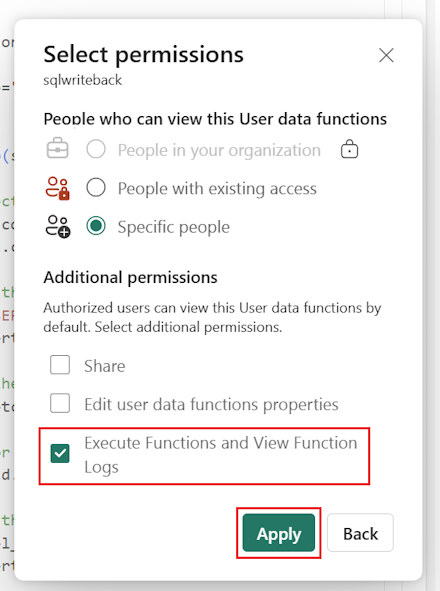 Select permissions
sqlwriteback
People who can view this User data functions
People in your organization
People with existing access
Specific people
Additional permissions
Authorized users can view this User data functions by
default. Select additional permissions.
Share
Edit user data functions properties
Execute Functions and View Function
Logs
Apply
Back